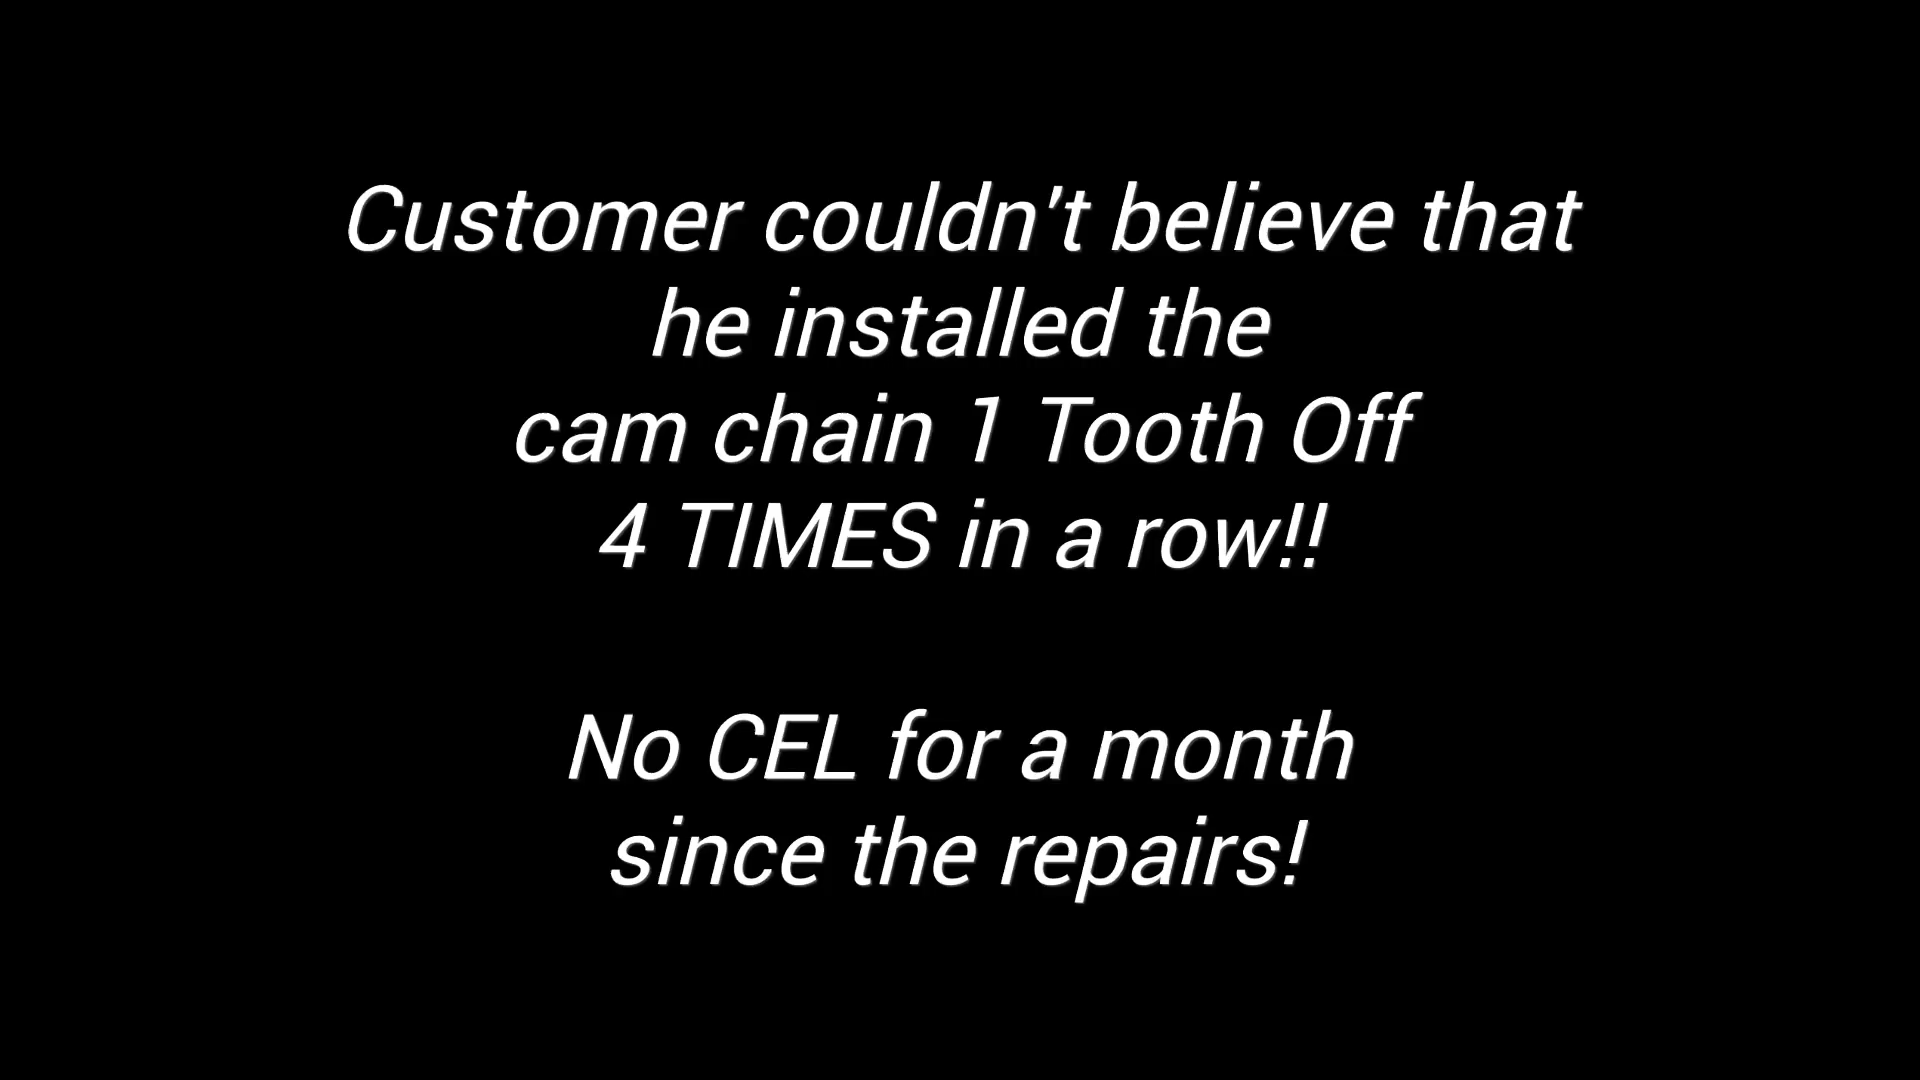 Customer couldn't believe that
he installed the
cam chain 1 Tooth Off
4 TIMES in a row!!
No CEL for a month
since the repairs!